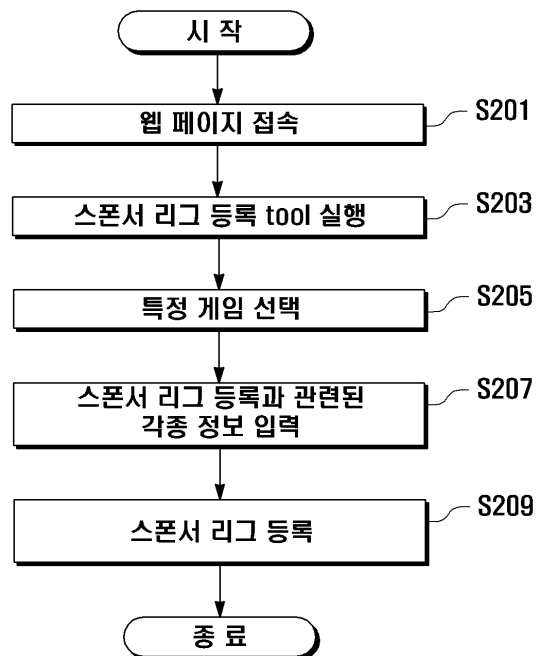 시 작
웹 페이지 접속
S201
스폰서 리그 등록 tool 실행
S203
특정 게임 선택
S205
스폰서 리그 등록과 관련된
각종 정보 입력
S207
스폰서 리그 등록
S209
종 료